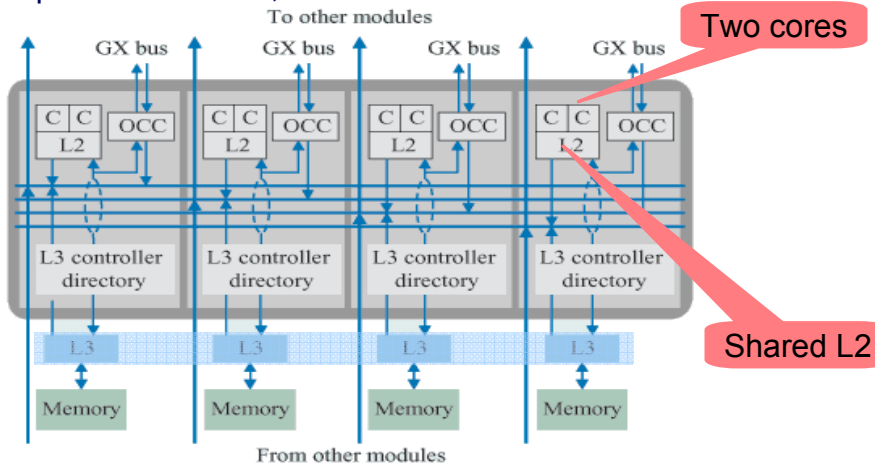 To other modules
Two cores
GX bus GX bus GX bus GX bus
C C OCC C C OCC C C OCC C C OCC
L2 L2 L2 L2
L3 controller L3 controller L3 controller L3 controller
directory directory directory directory
L3 L3 L3 L3
Shared L2
Memory Memory Memory Memory
From other modules